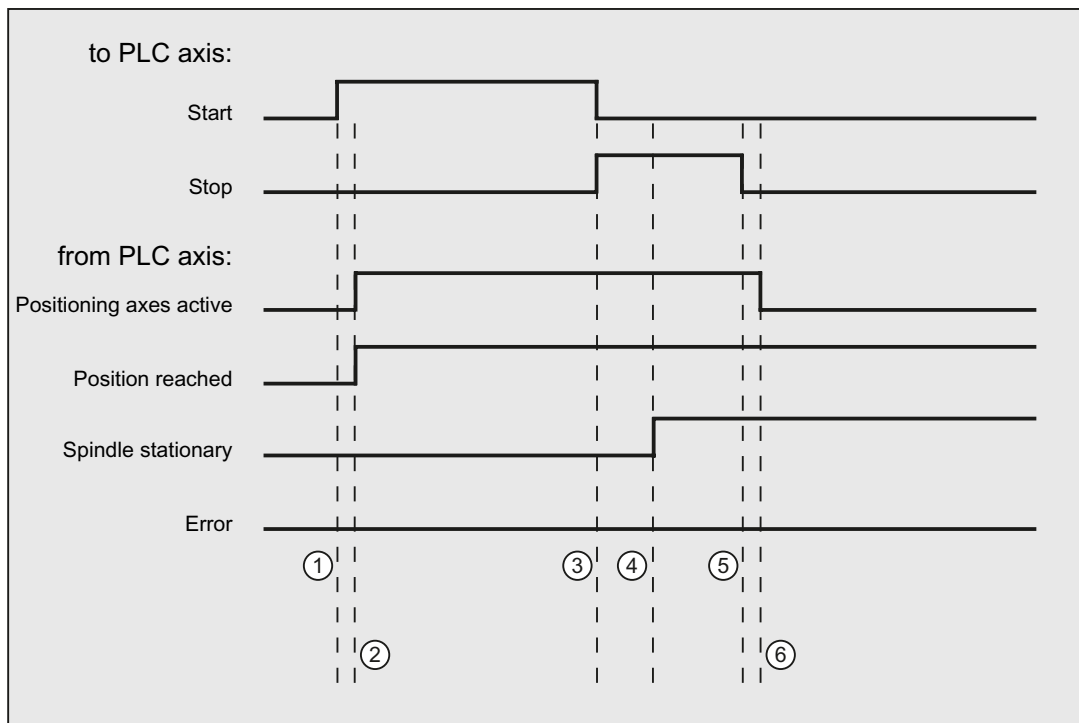 to PLC axis:
Start
Stop
from PLC axis:
Positioning axes active
Position reached
Spindle stationary
Error
1 3 4 5
2 6